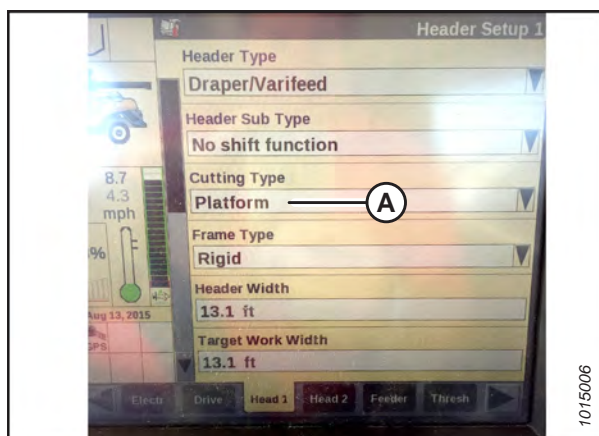 Header Setup 1
Header Type
Draper/Varifeed
Header Sub Type
No shift function
Cutting Type
Platform
A
Frame Type
Rigid
Header Width
13.1 ft
Target Work Width
13.1 ft
8.7
4.3
mph
%
Aug 13, 2015
GPS
Electr
Drive
Head 1
Head 2
Feeder
Thresh
1015006